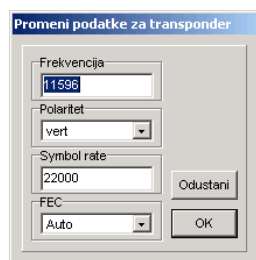 Promeni podatke za transponder
Frekvencija
11596
Polaritet
vert
Symbol rate
22000
Odustani
FEC
Auto
OK